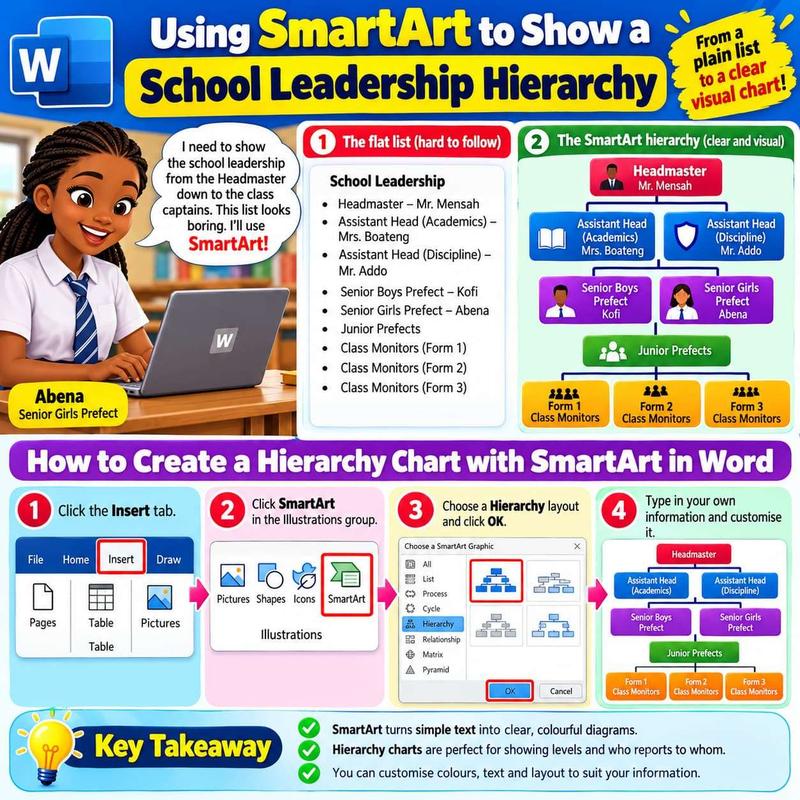 W
Using SmartArt to Show a
School Leadership Hierarchy
From a
plain list
to a clear
visual chart!
I need to show
the school leadership
from the Headmaster
down to the class
captains. This list looks
boring. I'll use
SmartArt!
W
Abena
Senior Girls Prefect
1 The flat list (hard to follow)
School Leadership
• Headmaster – Mr. Mensah
• Assistant Head (Academics) –
Mrs. Boateng
• Assistant Head (Discipline) –
Mr. Addo
• Senior Boys Prefect – Kofi
• Senior Girls Prefect – Abena
• Junior Prefects
• Class Monitors (Form 1)
• Class Monitors (Form 2)
• Class Monitors (Form 3)
2 The SmartArt hierarchy (clear and visual)
Headmaster
Mr. Mensah
Assistant Head
(Academics)
Mrs. Boateng
Assistant Head
(Discipline)
Mr. Addo
Senior Boys
Prefect
Kofi
Senior Girls
Prefect
Abena
Junior Prefects
Form 1
Class Monitors
Form 2
Class Monitors
Form 3
Class Monitors
How to Create a Hierarchy Chart with SmartArt in Word
1 Click the Insert tab.
File Home Insert Draw
Pages Table Pictures
Table
2 Click SmartArt
in the Illustrations group.
Pictures Shapes Icons SmartArt
Illustrations
3 Choose a Hierarchy layout
and click OK.
Choose a SmartArt Graphic
All
List
Process
Cycle
Hierarchy
Relationship
Matrix
Pyramid
OK Cancel
4 Type in your own
information and customise
it.
Headmaster
Assistant Head
(Academics)
Assistant Head
(Discipline)
Senior Boys
Prefect
Senior Girls
Prefect
Junior Prefects
Form 1
Class Monitors
Form 2
Class Monitors
Form 3
Class Monitors
Key Takeaway
SmartArt turns simple text into clear, colourful diagrams.
Hierarchy charts are perfect for showing levels and who reports to whom.
You can customise colours, text and layout to suit your information.